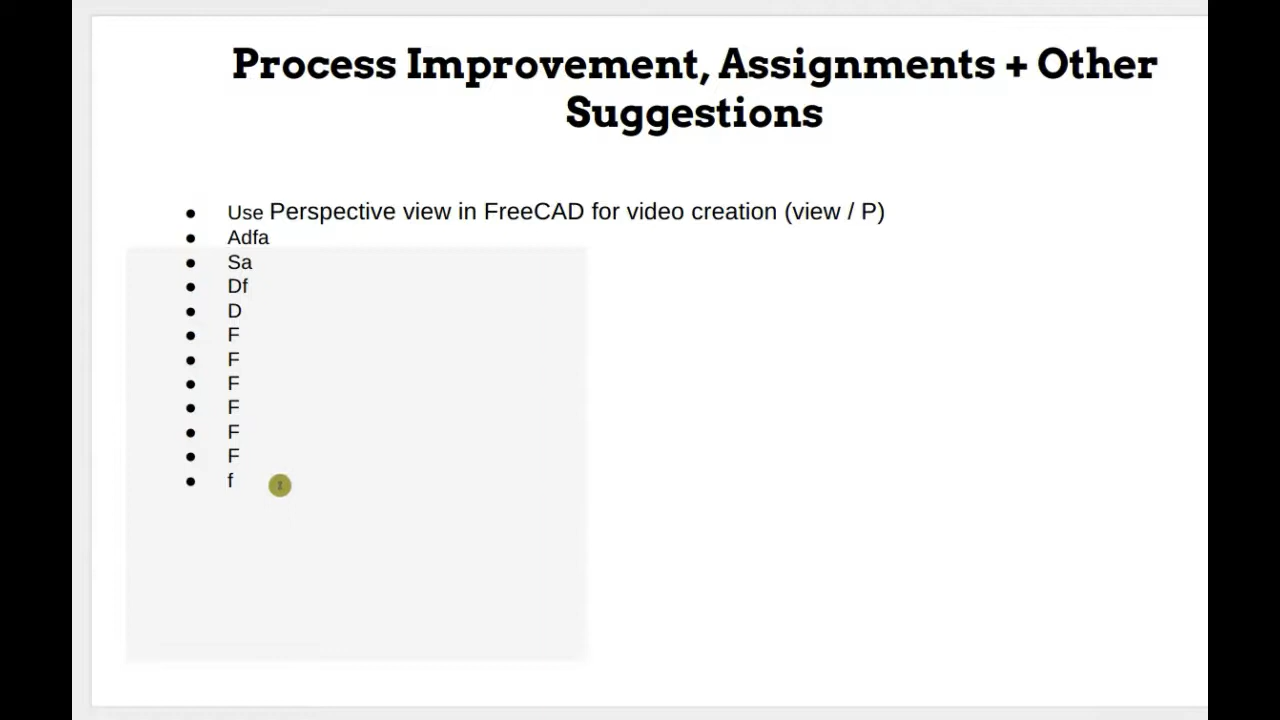 Process Improvement, Assignments + Other
Suggestions
● Use Perspective view in FreeCAD for video creation (view / P)
● Adfa
● Sa
● Df
● D
● F
● F
● F
● F
● F
● F
● f